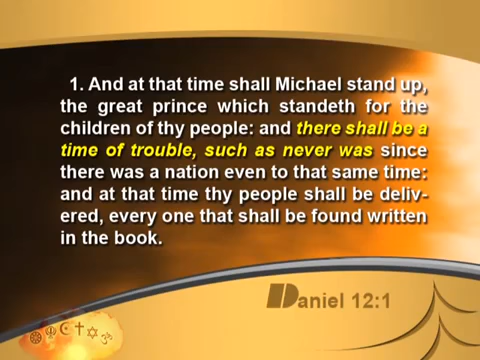 1. And at that time shall Michael stand up,
the great prince which standeth for the
children of thy people: and there shall be a
time of trouble, such as never was since
there was a nation even to that same time:
and at that time thy people shall be deliv-
ered, every one that shall be found written
in the book.
Daniel 12:1